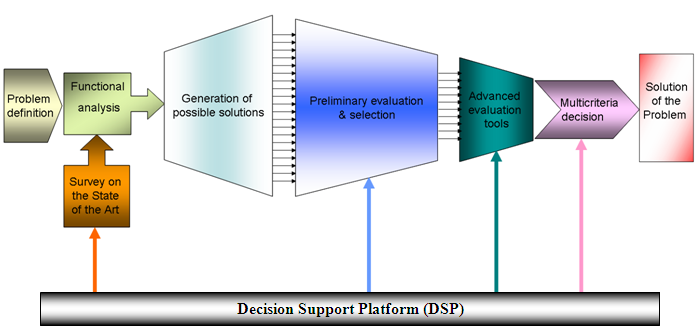 Problem
definition
Functional
analysis
Survey on
the State
of the Art
Generation of
possible solutions
Preliminary evaluation
& selection
Advanced
evaluation
tools
Multicriteria
decision
Solution
of the
Problem
Decision Support Platform (DSP)